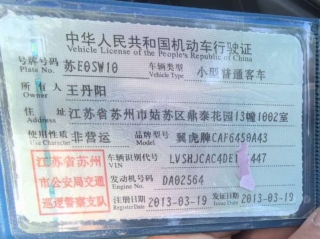 中华人民共和国机动车行驶证
Vehicle License of the People's Republic of China
号牌号码 苏E0SW10 车辆类型 小型普通客车
Plate No. Vehicle Type
所有人 王丹阳
Owner
住址 江苏省苏州市姑苏区鼎泰花园13幢1002室
Address
使用性质 非营运 品牌型号 翼虎牌CAF6450A43
Use Character Model
江苏省苏州市公安局交通巡逻警察支队
车辆识别代号 LVSHJCAC4DE 447
VIN
发动机号码 DA02564
Engine No.
注册日期 2013-03-19 发证日期 2013-03-19
Register Date Issue Date